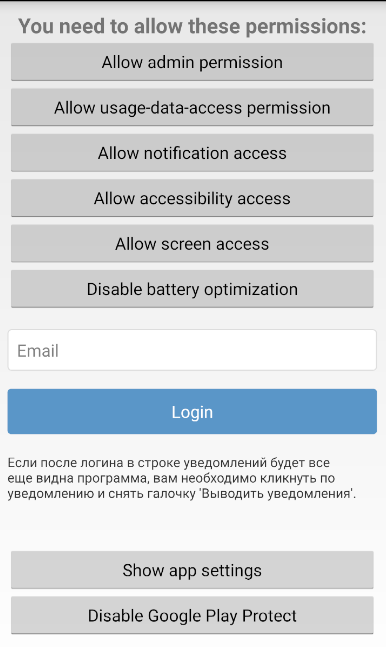 You need to allow these permissions:
Allow admin permission
Allow usage-data-access permission
Allow notification access
Allow accessibility access
Allow screen access
Disable battery optimization
Email
Login
Если после логина в строке уведомлений будет все
еще видна программа, вам необходимо кликнуть по
уведомлению и снять галочку 'Выводить уведомления'.
Show app settings
Disable Google Play Protect